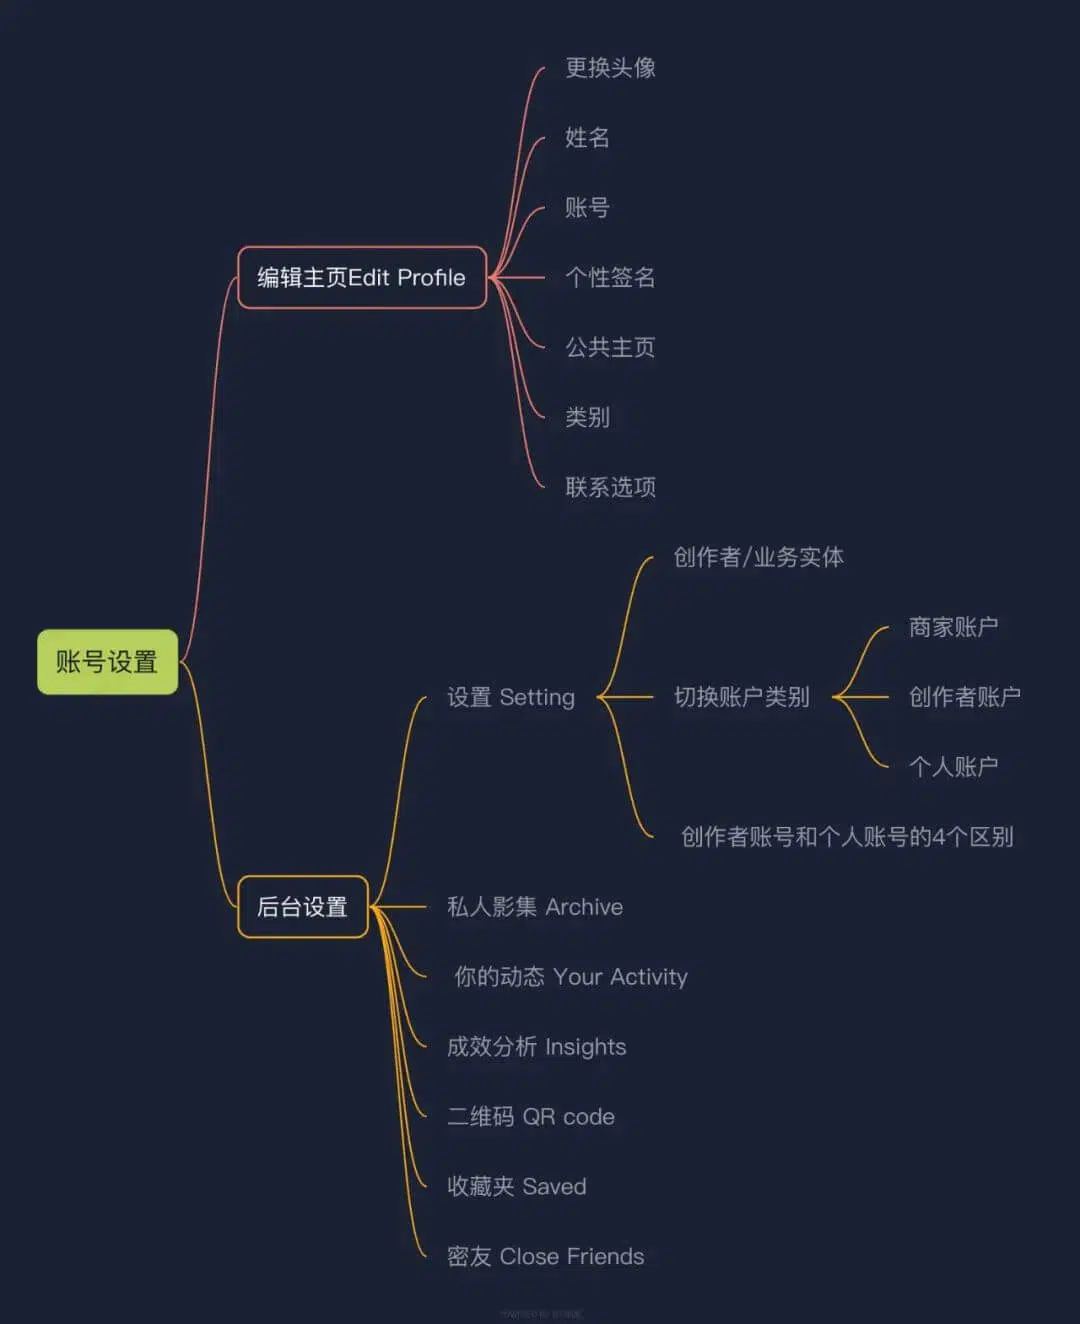 更换头像
姓名
账号
编辑主页Edit Profile
个性签名
公共主页
类别
联系选项
账号设置
创作者/业务实体
商家账户
设置 Setting
切换账户类别
创作者账户
个人账户
创作者账号和个人账号的4个区别
后台设置
私人影集 Archive
你的动态 Your Activity
成效分析 Insights
二维码 QR code
收藏夹 Saved
密友 Close Friends